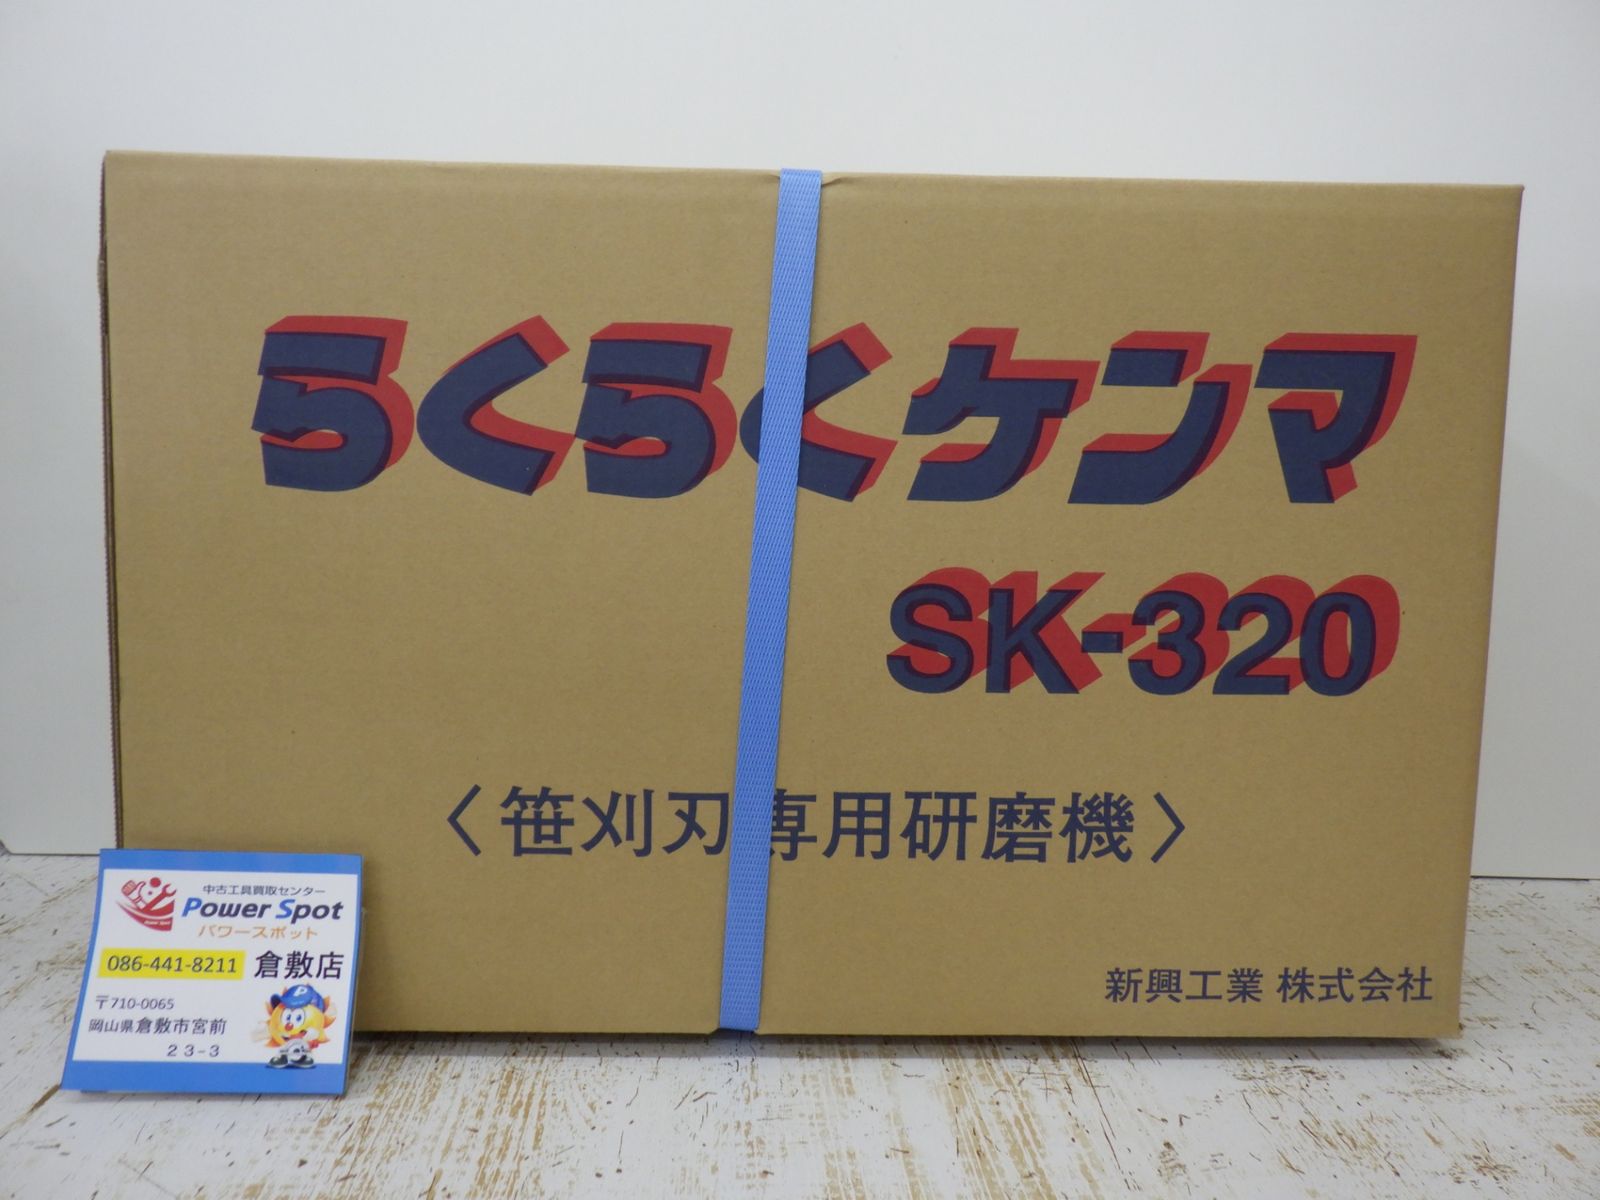 らくらくケンマ
SK-320
〈笹刈刃専用研磨機〉
新興工業 株式会社
中古工具買取センター
Power Spot
パワースポット
086-441-8211 倉敷店
〒710-0065
岡山県倉敷市宮前
23-3